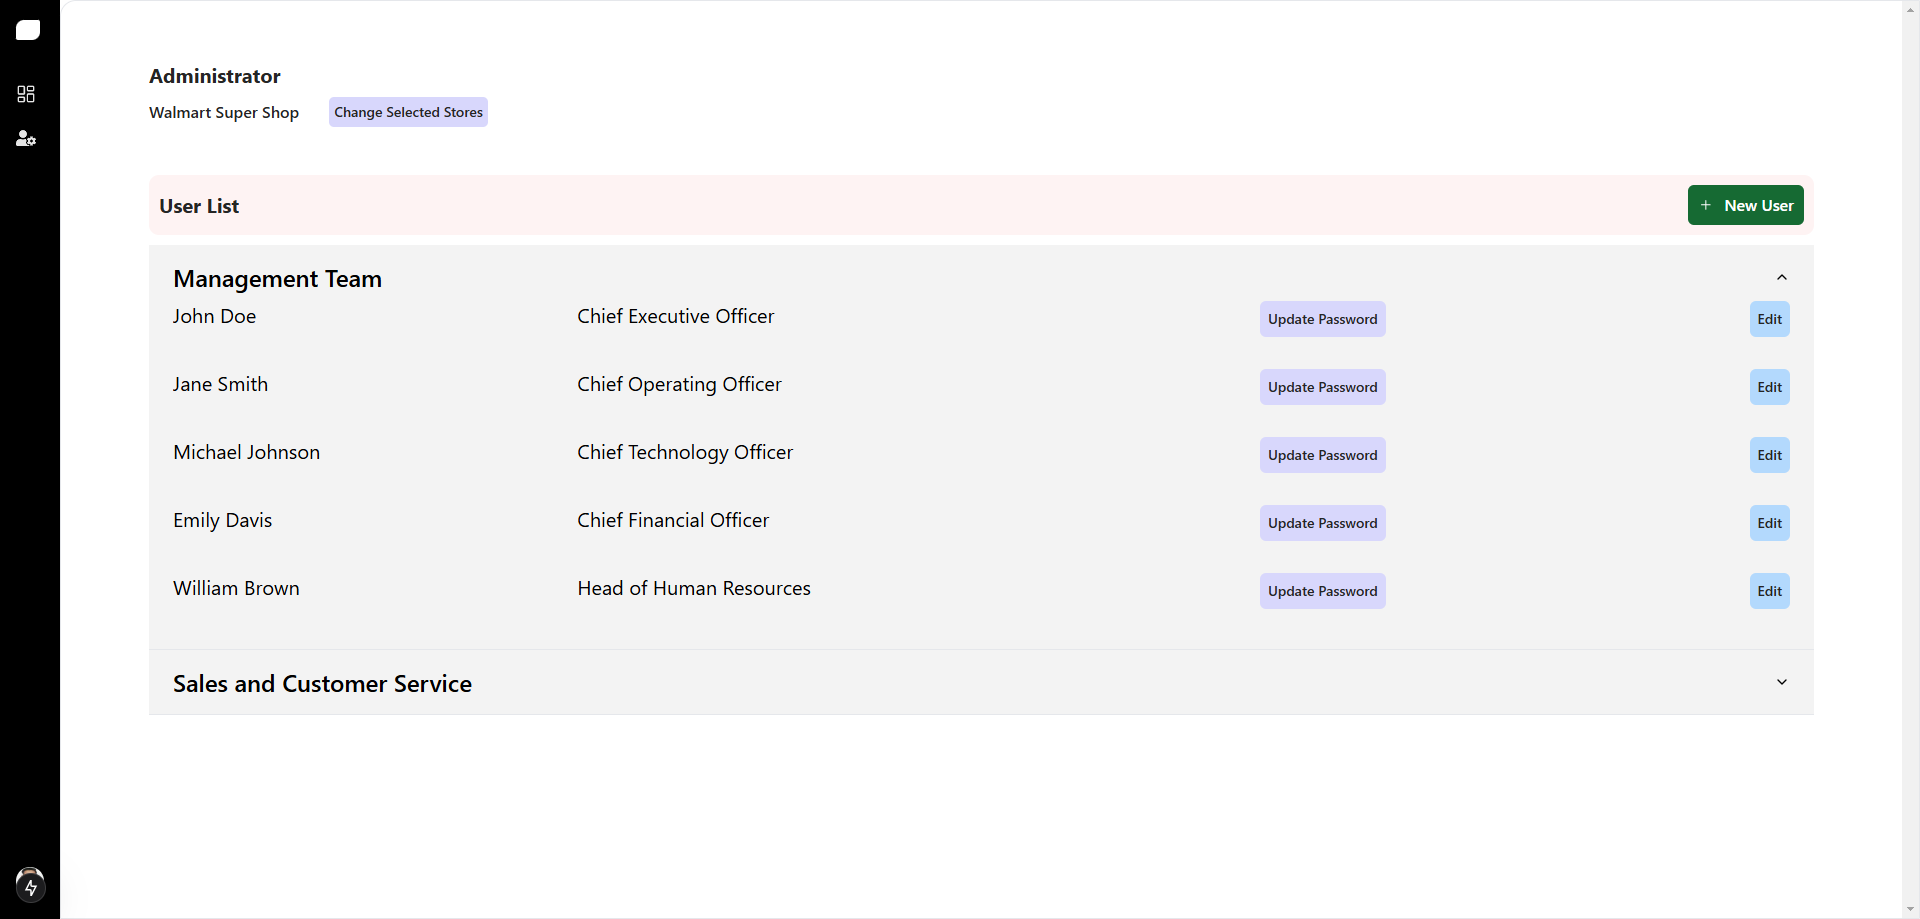 Administrator
Walmart Super Shop Change Selected Stores
User List + New User
Management Team
John Doe Chief Executive Officer Update Password Edit
Jane Smith Chief Operating Officer Update Password Edit
Michael Johnson Chief Technology Officer Update Password Edit
Emily Davis Chief Financial Officer Update Password Edit
William Brown Head of Human Resources Update Password Edit
Sales and Customer Service